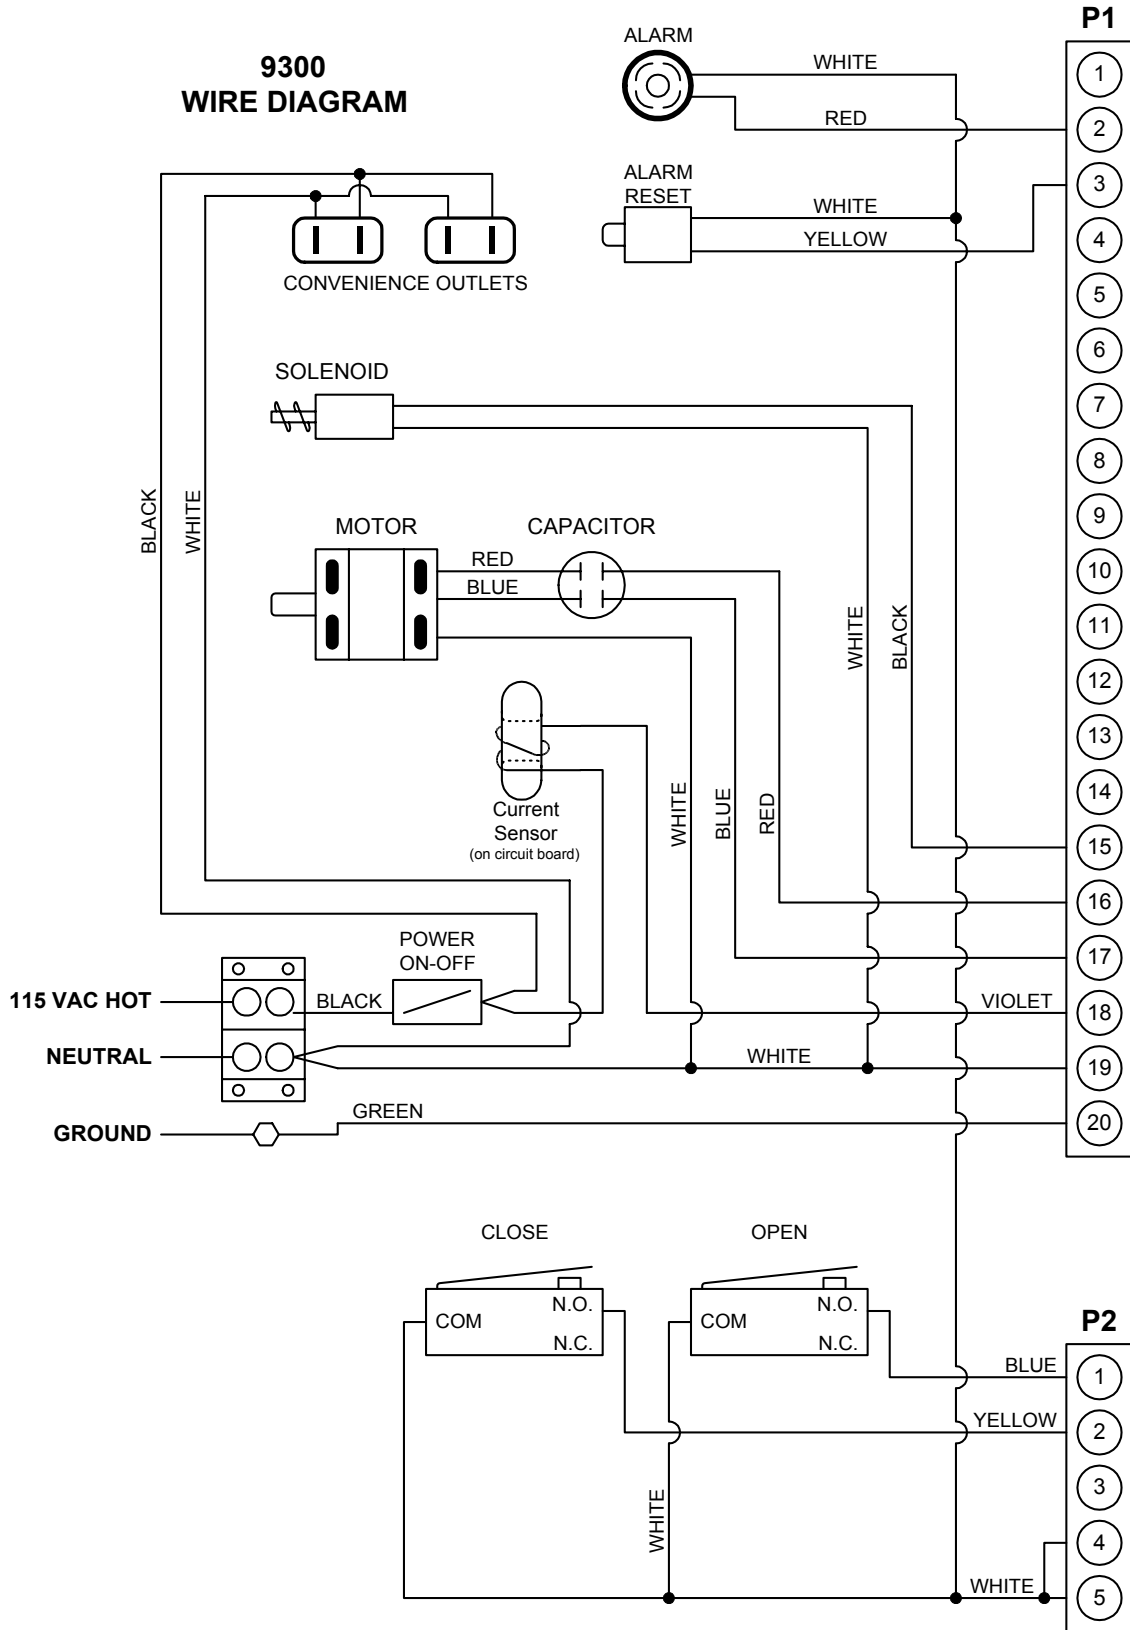 P1
ALARM
9300
WIRE DIAGRAM
WHITE
RED
ALARM
RESET
WHITE
YELLOW
CONVENIENCE OUTLETS
SOLENOID
BLACK
WHITE
MOTOR
CAPACITOR
RED
BLUE
WHITE
BLACK
WHITE
BLUE
RED
Current
Sensor
(on circuit board)
POWER
ON-OFF
115 VAC HOT
BLACK
VIOLET
NEUTRAL
WHITE
GREEN
GROUND
1
2
3
4
5
6
7
8
9
10
11
12
13
14
15
16
17
18
19
20
CLOSE
OPEN
COM
N.O.
N.C.
COM
N.O.
N.C.
P2
BLUE
YELLOW
WHITE
WHITE
1
2
3
4
5